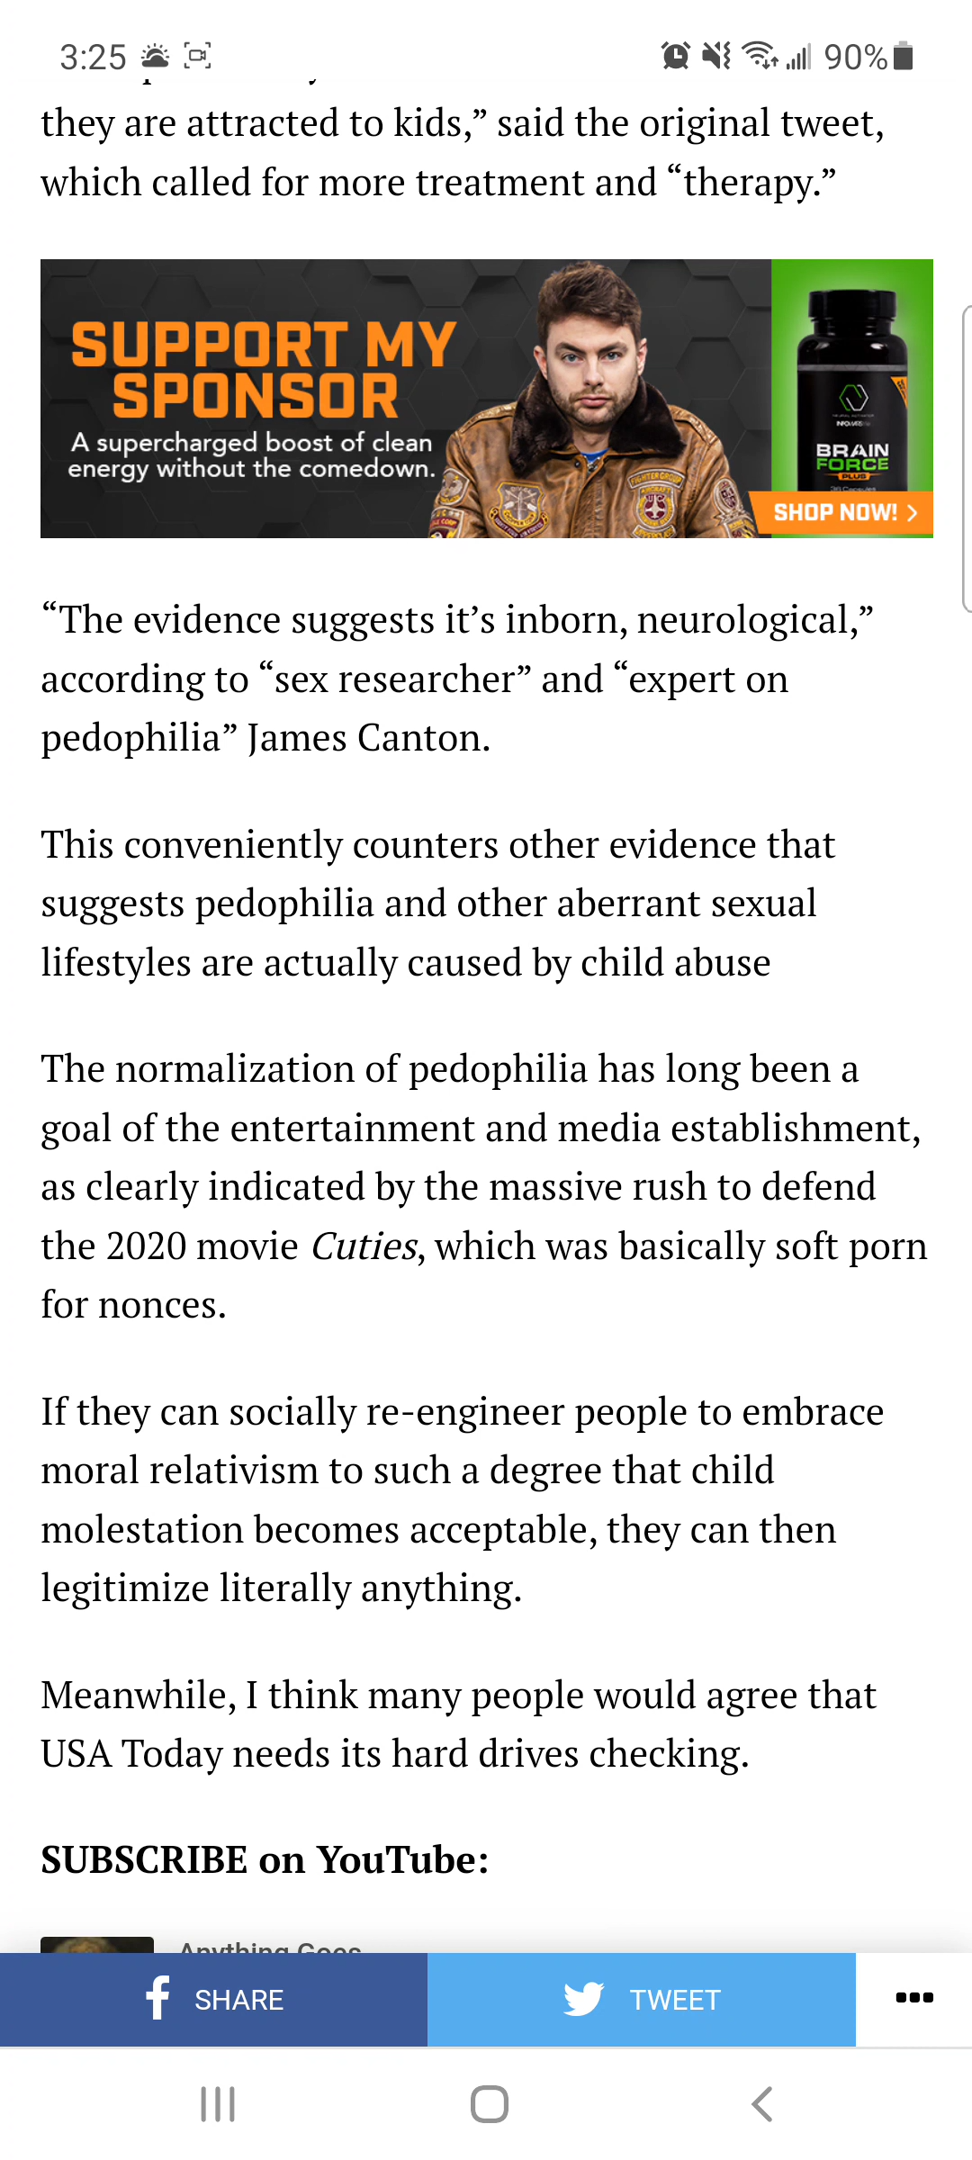 3:25
90%
they are attracted to kids,” said the original tweet,
which called for more treatment and “therapy.”
SUPPORT MY
SPONSOR
A supercharged boost of clean
energy without the comedown.
INFOWARS
BRAIN
FORCE
PLUS
SHOP NOW! >
“The evidence suggests it’s inborn, neurological,”
according to “sex researcher” and “expert on
pedophilia” James Canton.
This conveniently counters other evidence that
suggests pedophilia and other aberrant sexual
lifestyles are actually caused by child abuse
The normalization of pedophilia has long been a
goal of the entertainment and media establishment,
as clearly indicated by the massive rush to defend
the 2020 movie Cuties, which was basically soft porn
for nonces.
If they can socially re-engineer people to embrace
moral relativism to such a degree that child
molestation becomes acceptable, they can then
legitimize literally anything.
Meanwhile, I think many people would agree that
USA Today needs its hard drives checking.
SUBSCRIBE on YouTube:
Anything Goes
SHARE
TWEET